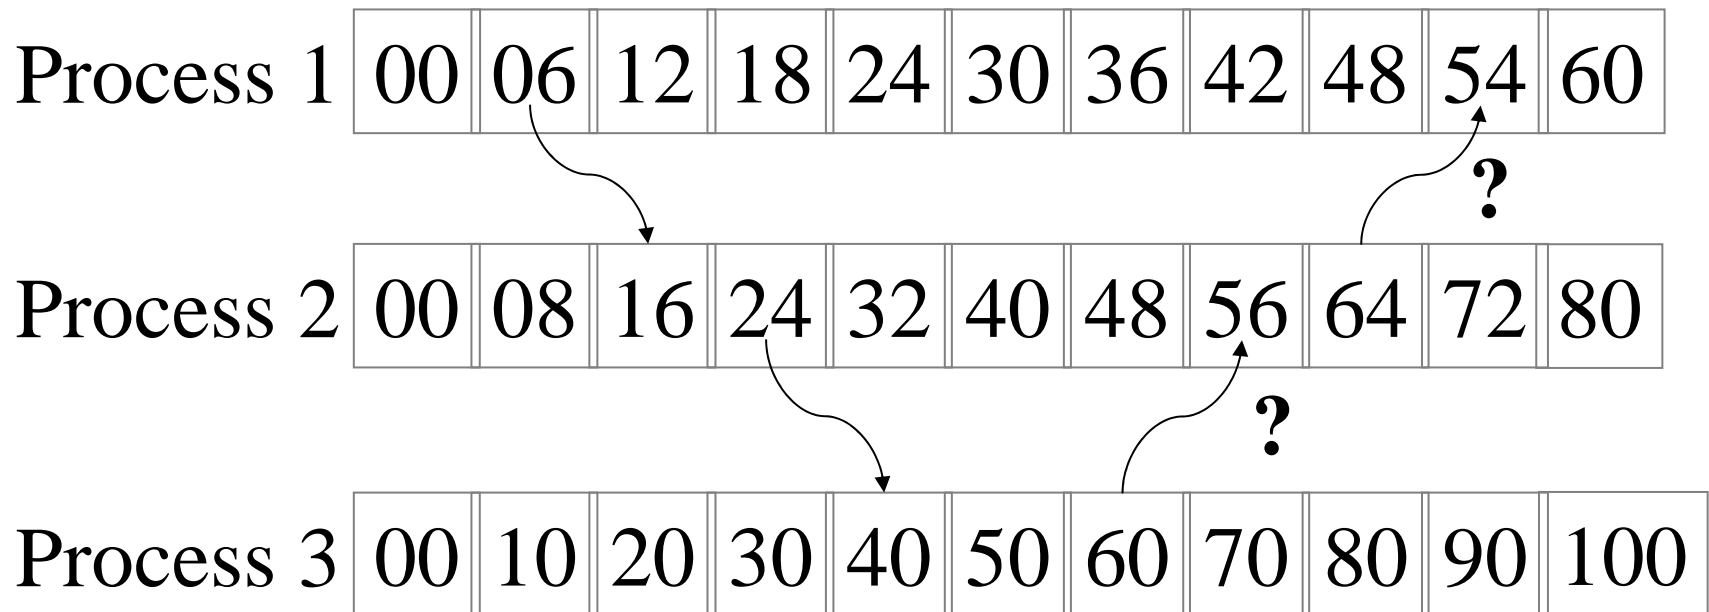 Process 1 00 06 12 18 24 30 36 42 48 54 60
?
Process 2 00 08 16 24 32 40 48 56 64 72 80
?
Process 3 00 10 20 30 40 50 60 70 80 90 100